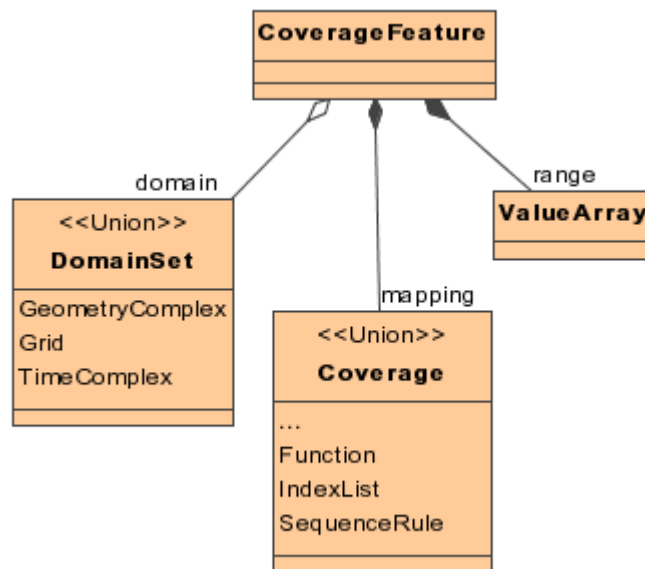 CoverageFeature
domain
range
<<Union>>
DomainSet
GeometryComplex
Grid
TimeComplex
ValueArray
mapping
<<Union>>
Coverage
...
Function
IndexList
SequenceRule